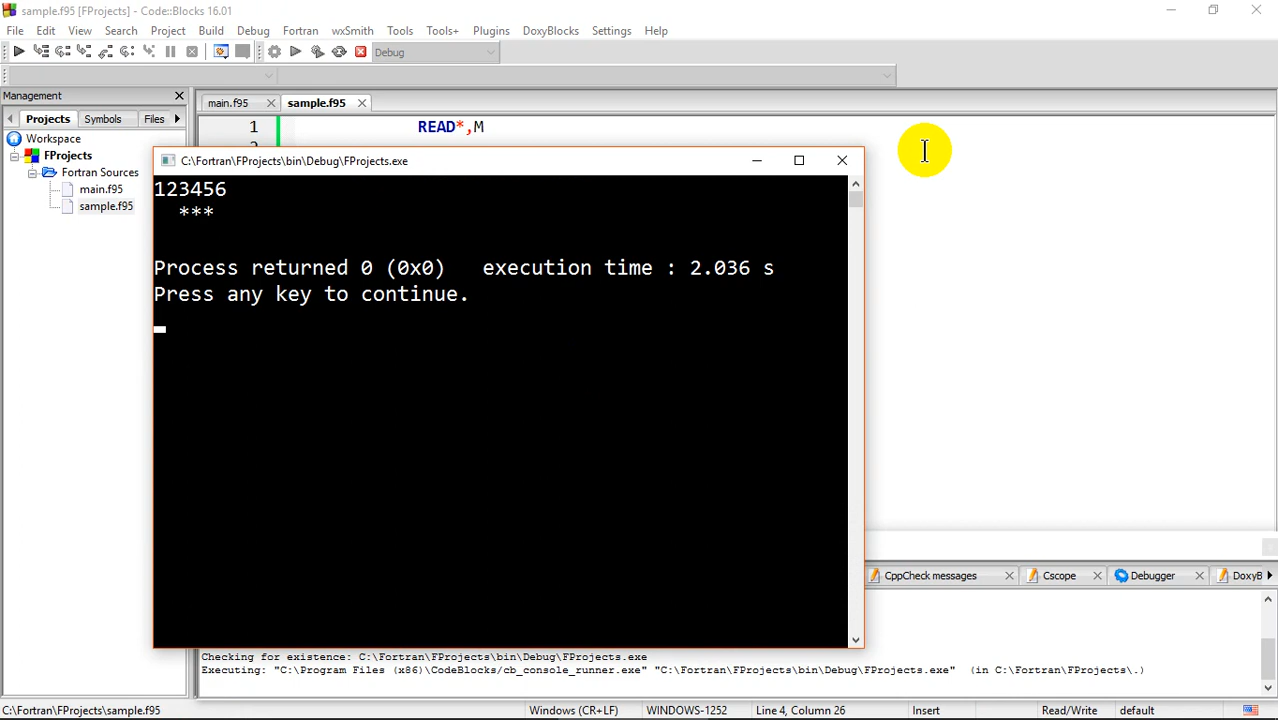 sample.f95 [FProjects] - Code::Blocks 16.01
File Edit View Search Project Build Debug Fortran wxSmith Tools Tools+ Plugins DoxyBlocks Settings Help
Debug
Management
main.f95 sample.f95
Projects Symbols Files
1 READ*,M
Workspace
FProjects
Fortran Sources
main.f95
sample.f95
C:\Fortran\FProjects\bin\Debug\FProjects.exe
123456
***
Process returned 0 (0x0) execution time : 2.036 s
Press any key to continue.
CppCheck messages Cscope Debugger DoxyB
Checking for existence: C:\Fortran\FProjects\bin\Debug\FProjects.exe
Executing: "C:\Program Files (x86)\CodeBlocks/cb_console_runner.exe" "C:\Fortran\FProjects\bin\Debug\FProjects.exe" (in C:\Fortran\FProjects\.)
C:\Fortran\FProjects\sample.f95 Windows (CR+LF) WINDOWS-1252 Line 4, Column 26 Insert Read/Write default